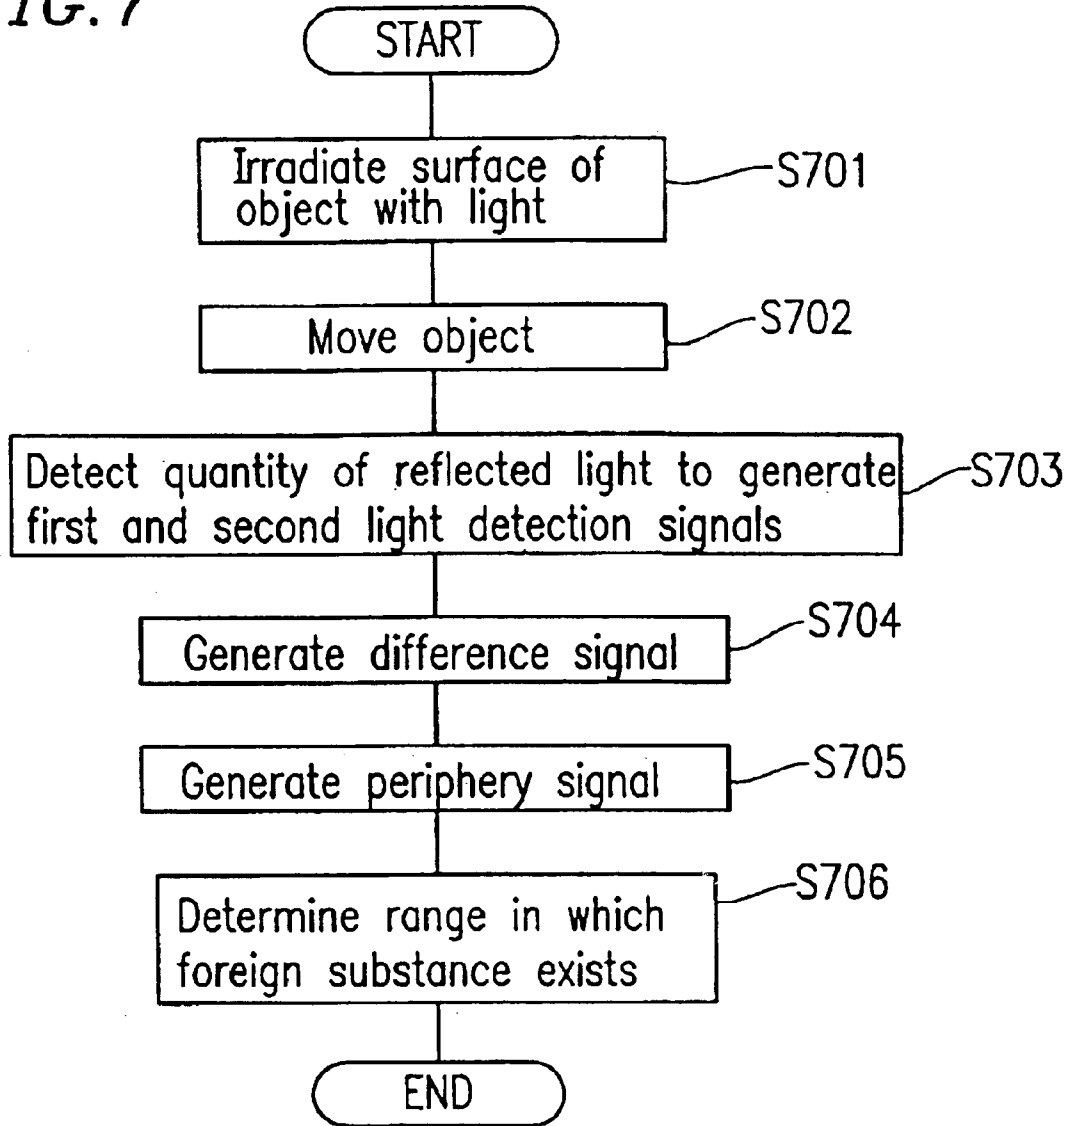 IG. 7
START
Irradiate surface of
object with light
S701
Move object
S702
Detect quantity of reflected light to generate
first and second light detection signals
S703
Generate difference signal
S704
Generate periphery signal
S705
Determine range in which
foreign substance exists
S706
END